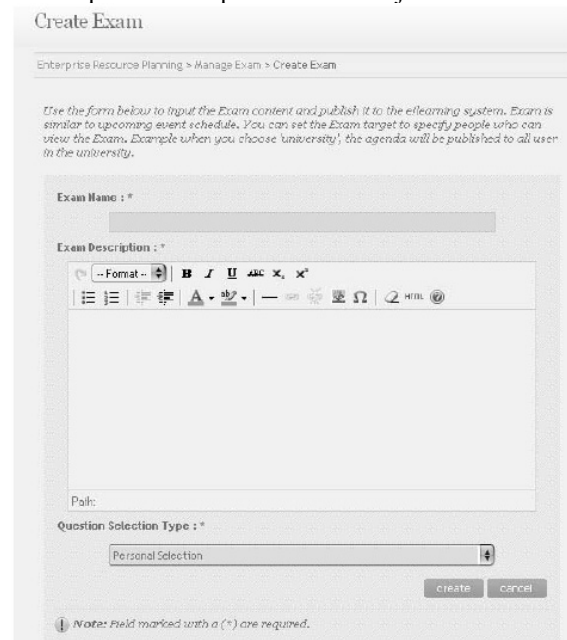 Create Exam
Enterprise Resource Planning > Manage Exam > Create Exam
Use the form below to input the Exam content and publish it to the elearning system. Exam is
similar to upcoming event schedule. You can set the Exam target to specify people who can
view the Exam. Example when you choose 'university', the agenda will be published to all user
in the university.
Exam Name : *
Exam Description : *
-- Format -- B I U ABC X, X²
A ab Ω HTML
Path:
Question Selection Type : *
Personal Selection
create cancel
Note: Field marked with a (*) are required.